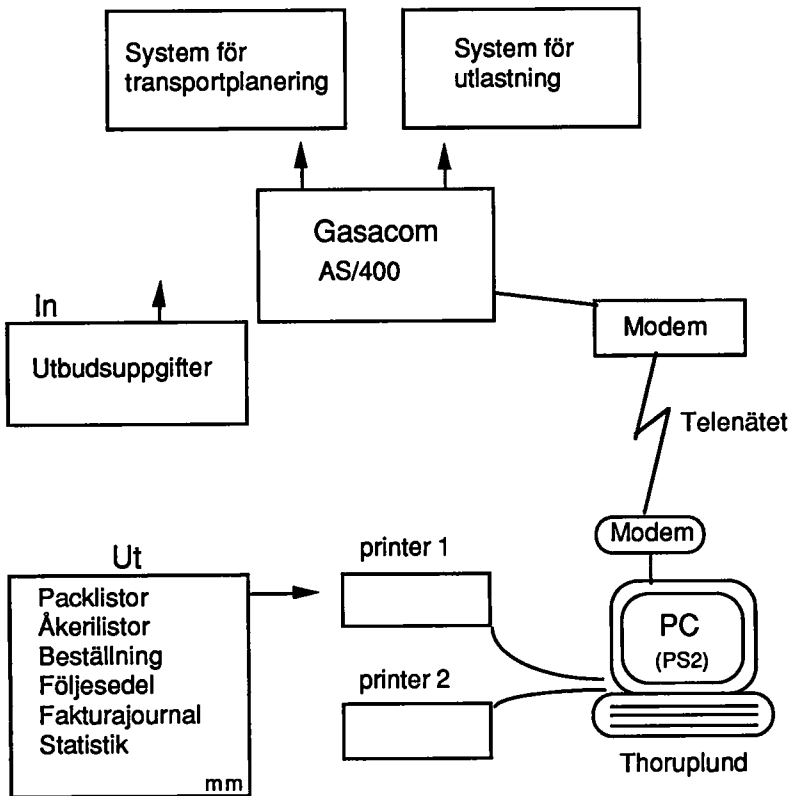 System för
transportplanering
System för
utlastning
Gasacom
AS/400
In
Utbudsuppgifter
Modem
Telenätet
Modem
Ut
Packlistor
Åkerilistor
Beställning
Följesedel
Fakturajournal
Statistik
mm
printer 1
printer 2
PC
(PS2)
Thoruplund